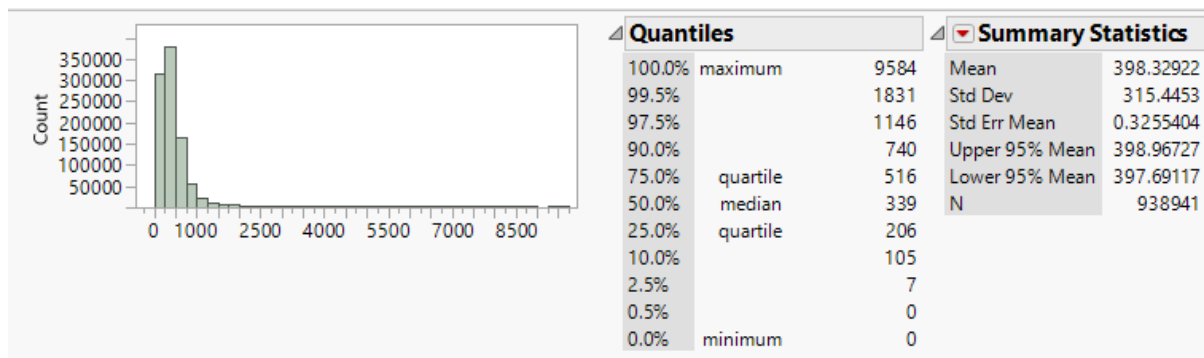 350000
300000
250000
200000
150000
100000
50000
Count
0 1000 2500 4000 5500 7000 8500
Quantiles
100.0% maximum 9584
99.5% 1831
97.5% 1146
90.0% 740
75.0% quartile 516
50.0% median 339
25.0% quartile 206
10.0% 105
2.5% 7
0.5% 0
0.0% minimum 0
Summary Statistics
Mean 398.32922
Std Dev 315.4453
Std Err Mean 0.3255404
Upper 95% Mean 398.96727
Lower 95% Mean 397.69117
N 938941